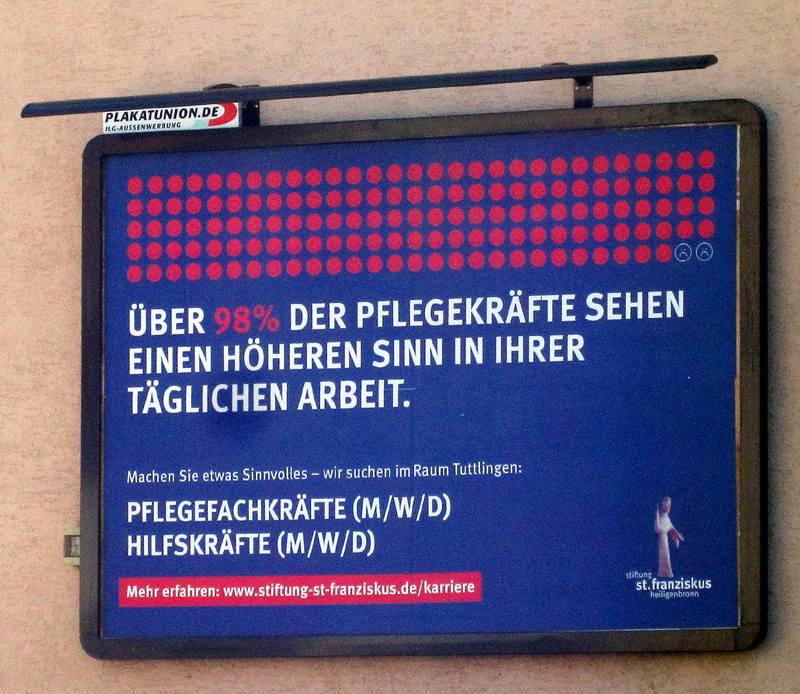 PLAKATUNION.DE
ILG-AUSSENWERBUNG
ÜBER 98% DER PFLEGEKRÄFTE SEHEN
EINEN HÖHEREN SINN IN IHRER
TÄGLICHEN ARBEIT.
Machen Sie etwas Sinnvolles – wir suchen im Raum Tuttlingen:
PFLEGEFACHKRÄFTE (M/W/D)
HILFSKRÄFTE (M/W/D)
Mehr erfahren: www.stiftung-st-franziskus.de/karriere
stiftung
st.franziskus
heiligenbronn